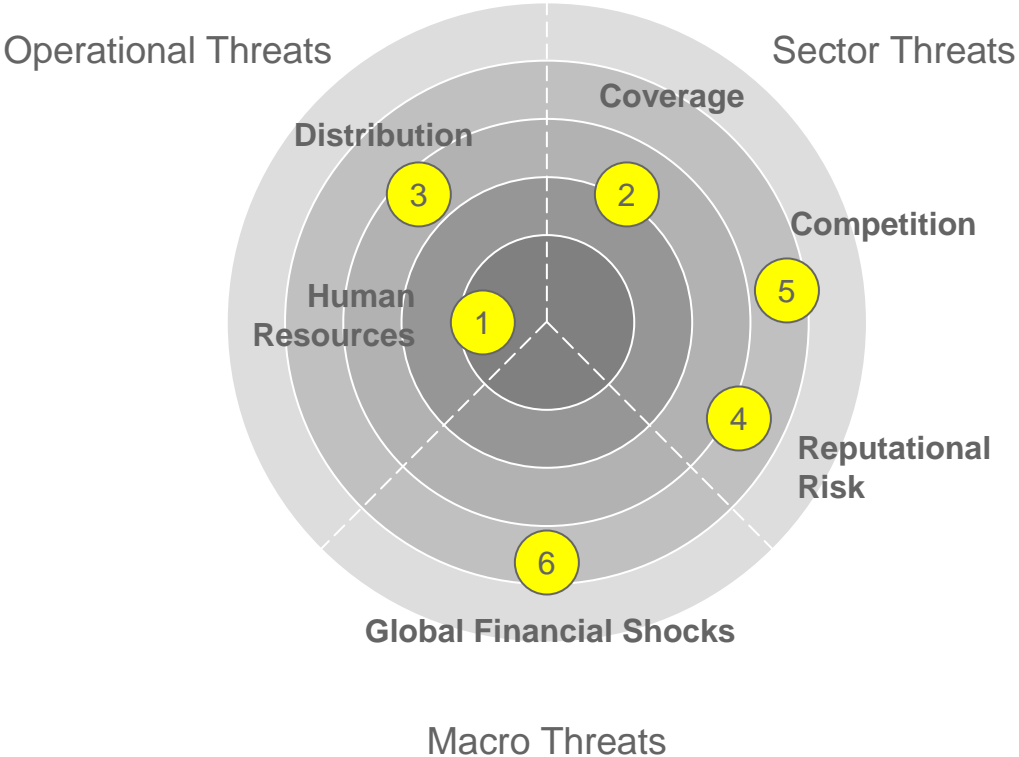 Operational Threats
Sector Threats
Coverage
Distribution
3
2
Competition
5
Human
Resources
1
4
Reputational
Risk
6
Global Financial Shocks
Macro Threats